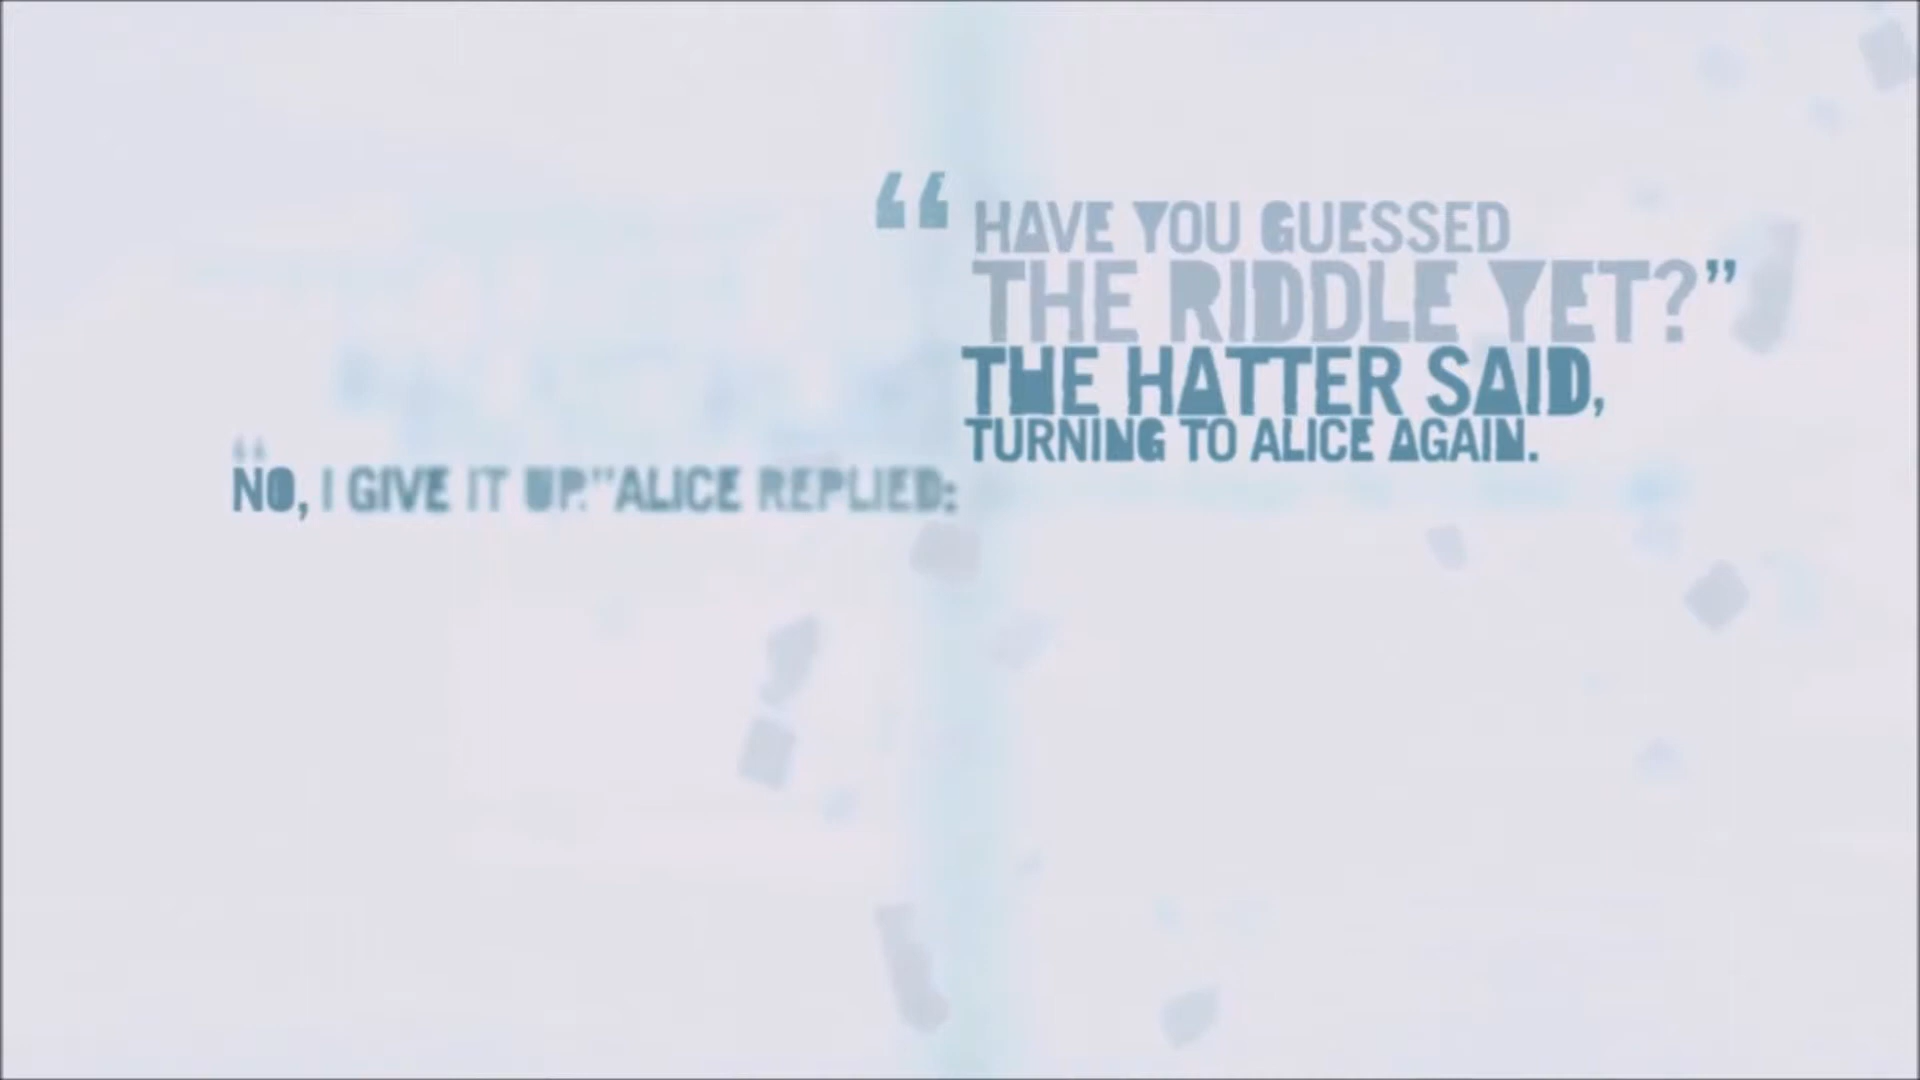 “HAVE YOU GUESSED
THE RIDDLE YET?”
THE HATTER SAID,
TURNING TO ALICE AGAIN.
“NO, I GIVE IT UP."ALICE REPLIED: